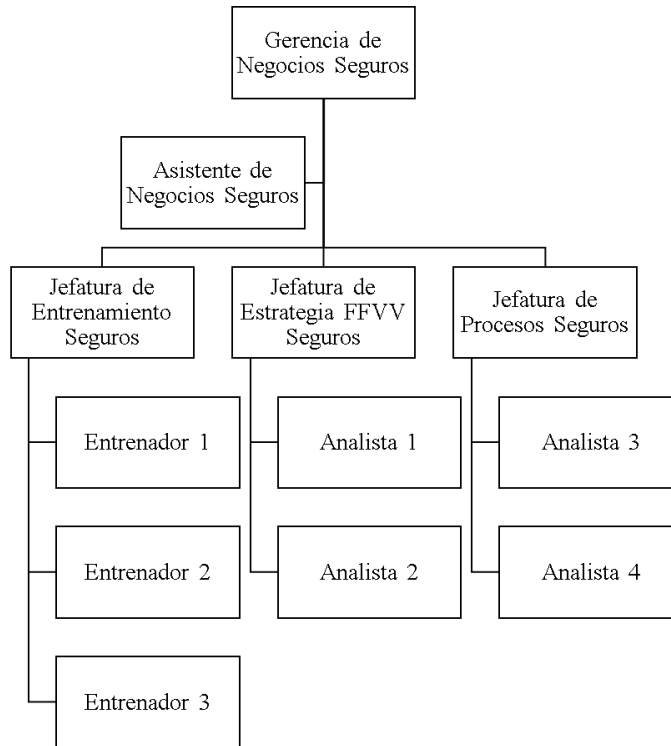 Gerencia de
Negocios Seguros
Asistente de
Negocios Seguros
Jefatura de
Entrenamiento
Seguros
Jefatura de
Estrategia FFVV
Seguros
Jefatura de
Procesos Seguros
Entrenador 1
Analista 1
Analista 3
Entrenador 2
Analista 2
Analista 4
Entrenador 3